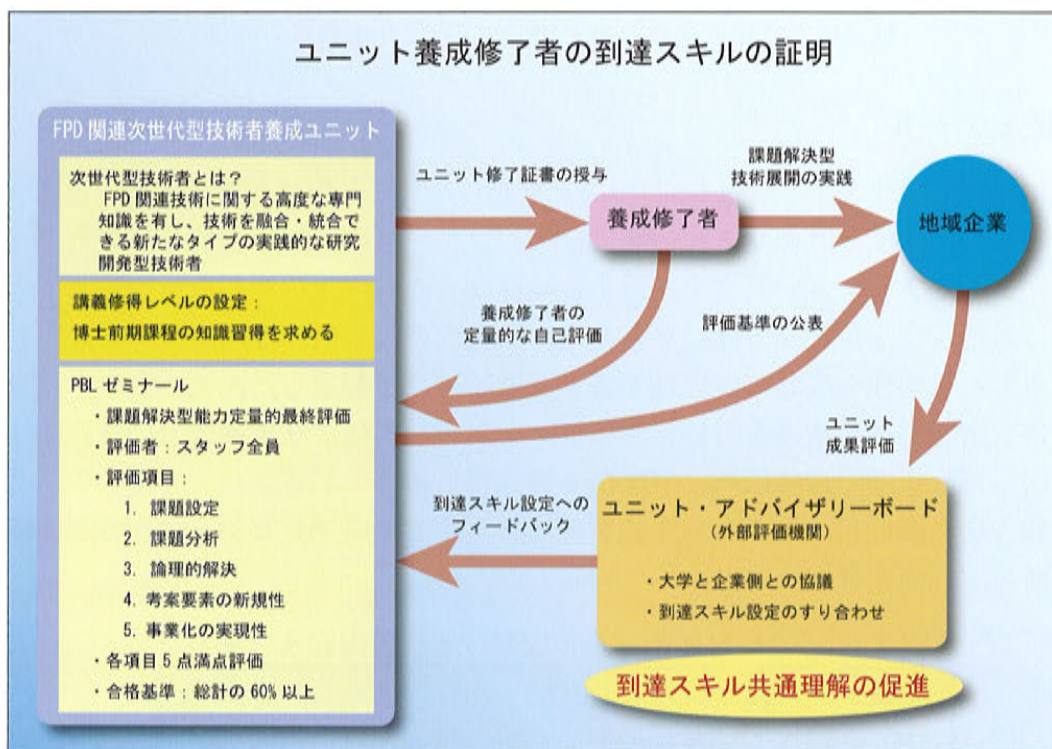 ユニット養成修了者の到達スキルの証明
FPD 関連次世代型技術者養成ユニット
次世代型技術者とは？
FPD 関連技術に関する高度な専門
知識を有し、技術を融合・統合で
きる新たなタイプの実践的な研究
開発型技術者
講義修得レベルの設定：
博士前期課程の知識習得を求める
PBL ゼミナール
・課題解決型能力定量的最終評価
・評価者：スタッフ全員
・評価項目：
1. 課題設定
2. 課題分析
3. 論理的解決
4. 考案要素の新規性
5. 事業化の実現性
・各項目 5 点満点評価
・合格基準：総計の 60% 以上
ユニット修了証書の授与
養成修了者
課題解決型
技術展開の実践
地域企業
養成修了者の
定量的な自己評価
評価基準の公表
ユニット
成果評価
到達スキル設定への
フィードバック
ユニット・アドバイザリーボード
（外部評価機関）
・大学と企業側との協議
・到達スキル設定のすり合わせ
到達スキル共通理解の促進